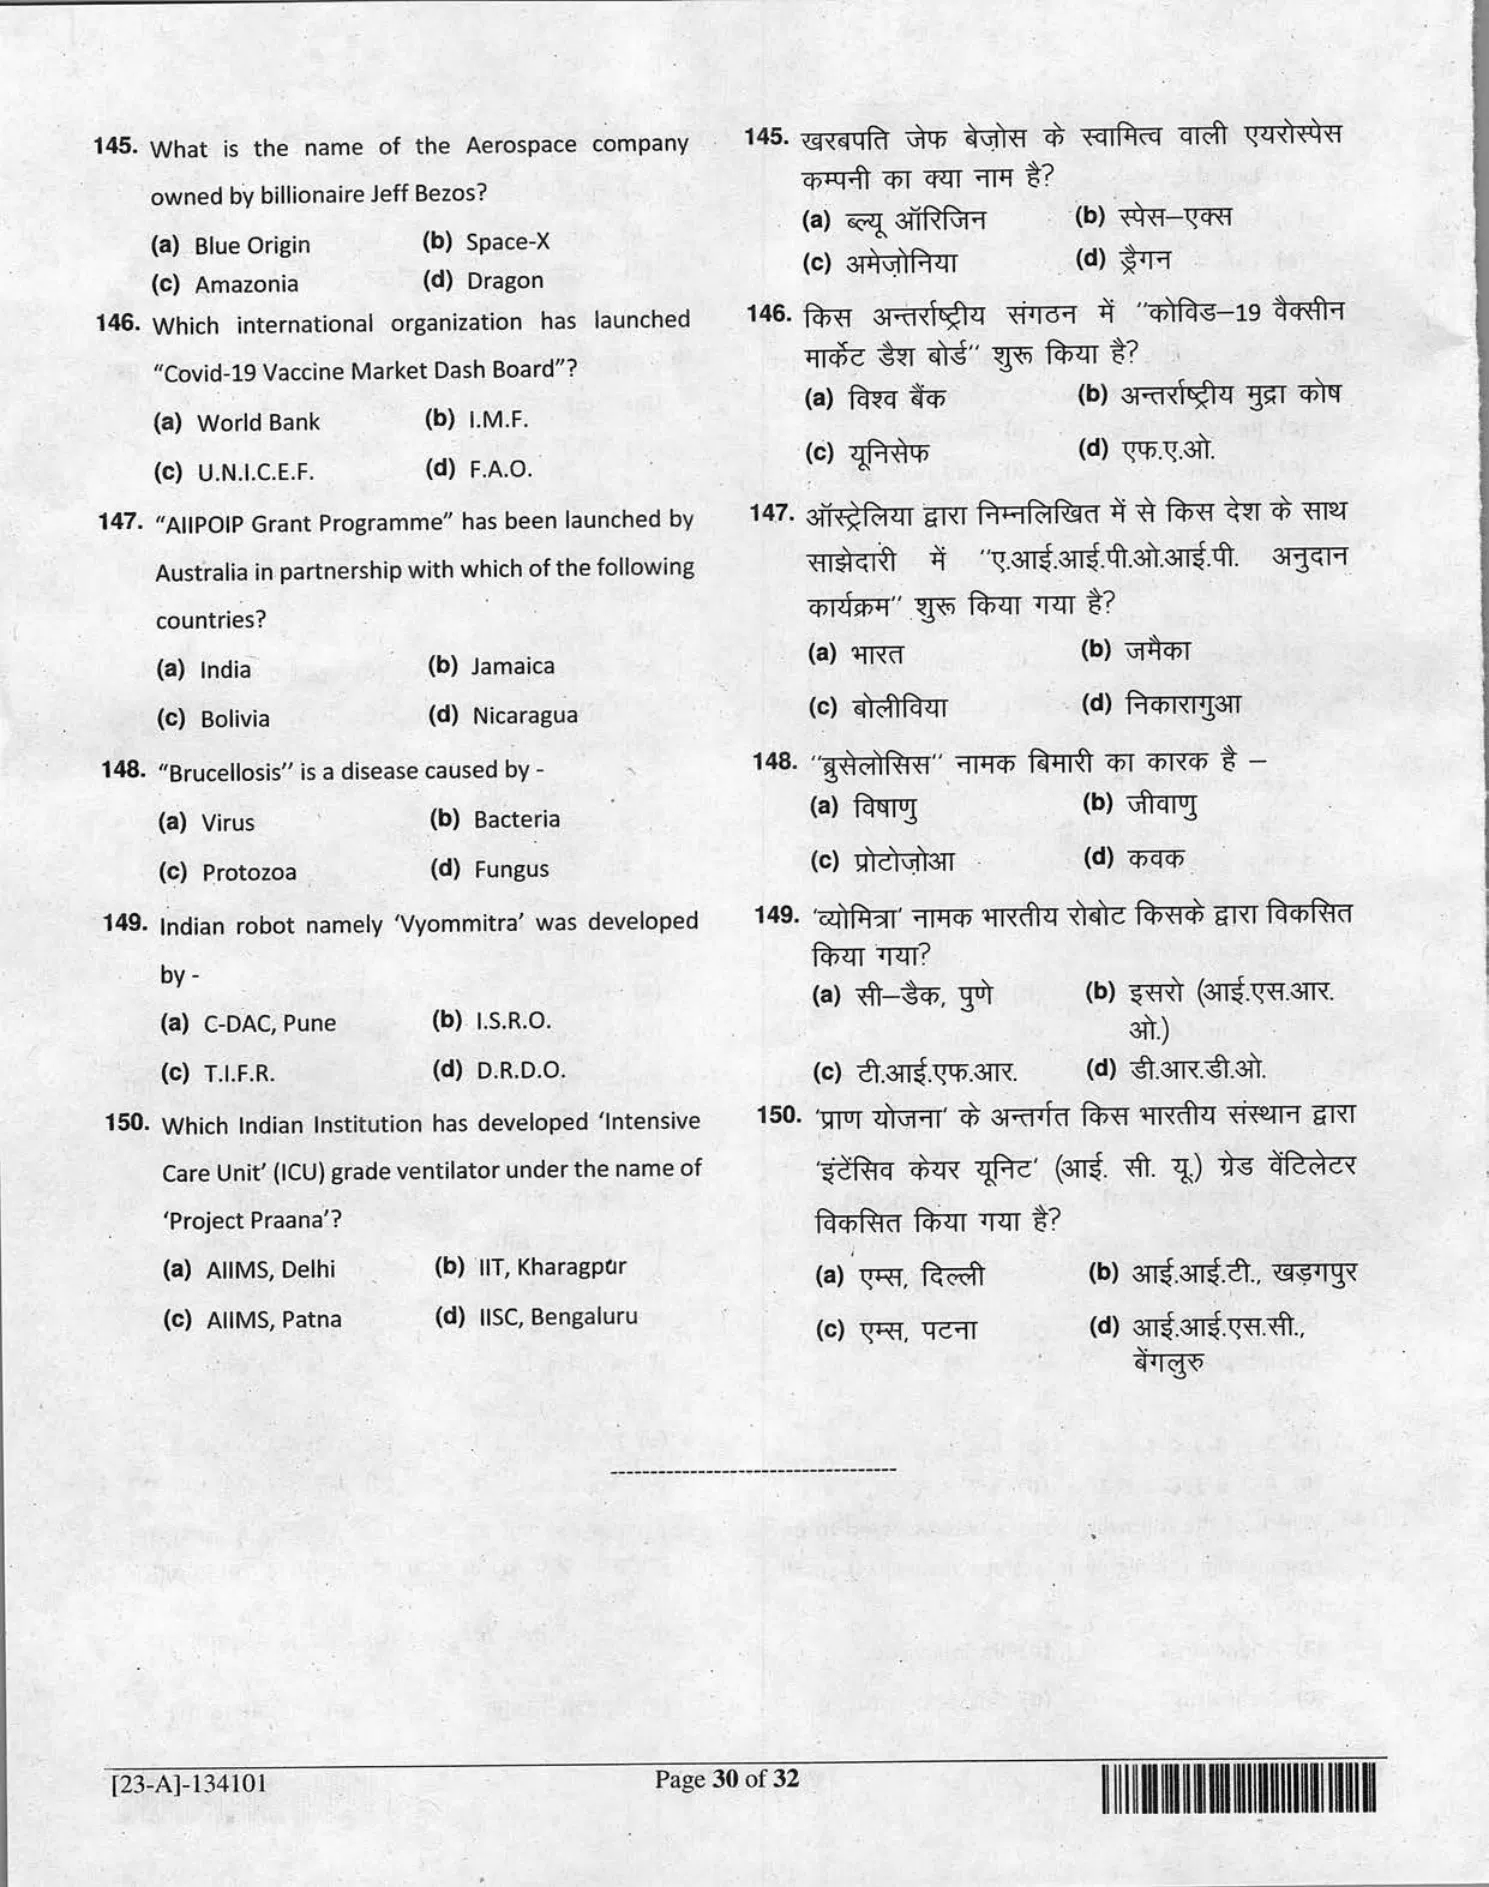 145. What is the name of the Aerospace company
owned by billionaire Jeff Bezos?
(a) Blue Origin (b) Space-X
(c) Amazonia (d) Dragon
146. Which international organization has launched
“Covid-19 Vaccine Market Dash Board”?
(a) World Bank (b) I.M.F.
(c) U.N.I.C.E.F. (d) F.A.O.
147. “AIIPOIP Grant Programme” has been launched by
Australia in partnership with which of the following
countries?
(a) India (b) Jamaica
(c) Bolivia (d) Nicaragua
148. “Brucellosis” is a disease caused by -
(a) Virus (b) Bacteria
(c) Protozoa (d) Fungus
149. Indian robot namely ‘Vyommitra’ was developed
by -
(a) C-DAC, Pune (b) I.S.R.O.
(c) T.I.F.R. (d) D.R.D.O.
150. Which Indian Institution has developed ‘Intensive
Care Unit’ (ICU) grade ventilator under the name of
‘Project Praana’?
(a) AIIMS, Delhi (b) IIT, Kharagpur
(c) AIIMS, Patna (d) IISC, Bengaluru
145. खरबपति जेफ बेज़ोस के स्वामित्व वाली एयरोस्पेस
कम्पनी का क्या नाम है?
(a) ब्ल्यू ऑरिजिन (b) स्पेस–एक्स
(c) अमेज़ोनिया (d) ड्रैगन
146. किस अन्तर्राष्ट्रीय संगठन में “कोविड–19 वैक्सीन
मार्केट डैश बोर्ड” शुरू किया है?
(a) विश्व बैंक (b) अन्तर्राष्ट्रीय मुद्रा कोष
(c) यूनिसेफ (d) एफ.ए.ओ.
147. ऑस्ट्रेलिया द्वारा निम्नलिखित में से किस देश के साथ
साझेदारी में “ए.आई.आई.पी.ओ.आई.पी. अनुदान
कार्यक्रम” शुरू किया गया है?
(a) भारत (b) जमैका
(c) बोलीविया (d) निकारागुआ
148. “ब्रुसेलोसिस” नामक बिमारी का कारक है –
(a) विषाणु (b) जीवाणु
(c) प्रोटोज़ोआ (d) कवक
149. ‘व्योमित्रा’ नामक भारतीय रोबोट किसके द्वारा विकसित
किया गया?
(a) सी–डैक, पुणे (b) इसरो (आई.एस.आर.
ओ.)
(c) टी.आई.एफ.आर. (d) डी.आर.डी.ओ.
150. ‘प्राण योजना’ के अन्तर्गत किस भारतीय संस्थान द्वारा
‘इंटेंसिव केयर यूनिट’ (आई. सी. यू.) ग्रेड वेंटिलेटर
विकसित किया गया है?
(a) एम्स, दिल्ली (b) आई.आई.टी., खड़गपुर
(c) एम्स, पटना (d) आई.आई.एस.सी.,
बेंगलुरु
[23-A]-134101 Page 30 of 32